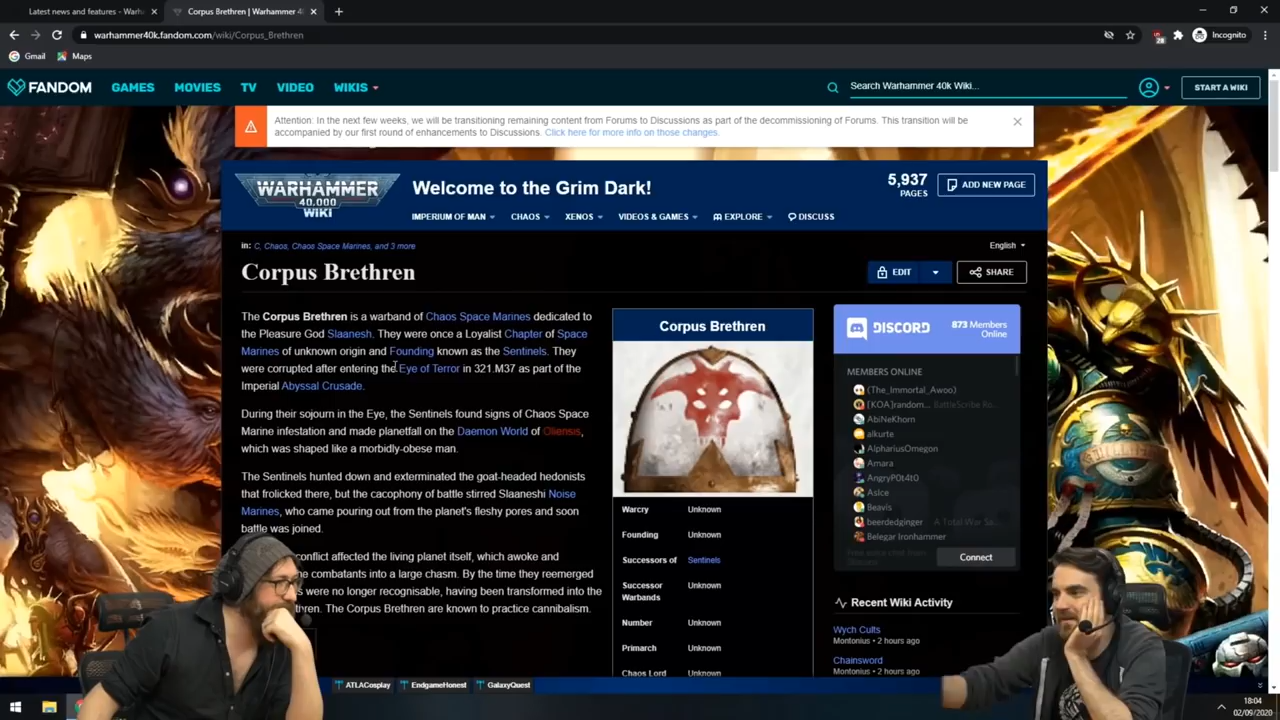 Latest news and features - Warh
Corpus Brethren | Warhammer 4
warhammer40k.fandom.com/wiki/Corpus_Brethren
28
Incognito
Gmail
Maps
FANDOM
GAMES
MOVIES
TV
VIDEO
WIKIS
Search Warhammer 40k Wiki...
START A WIKI
Attention: In the next few weeks, we will be transitioning remaining content from Forums to Discussions as part of the decommissioning of Forums. This transition will be
accompanied by our first round of enhancements to Discussions. Click here for more info on those changes.
WARHAMMER
40,000
WIKI
Welcome to the Grim Dark!
5,937
PAGES
ADD NEW PAGE
IMPERIUM OF MAN
CHAOS
XENOS
VIDEOS & GAMES
EXPLORE
DISCUSS
in: C, Chaos, Chaos Space Marines, and 3 more
English
Corpus Brethren
EDIT
SHARE
The Corpus Brethren is a warband of Chaos Space Marines dedicated
to the Pleasure God Slaanesh. They were once a Loyalist Chapter of Space
Marines of unknown origin and Founding known as the Sentinels. They
were corrupted after entering the Eye of Terror in 321.M37 as part of the
Imperial Abyssal Crusade.
During their sojourn in the Eye, the Sentinels found signs of Chaos Space
Marine infestation and made planetfall on the Daemon World of Oliensis,
which was shaped like a morbidly-obese man.
The Sentinels hunted down and exterminated the goat-headed hedonists
that frolicked there, but the cacophony of battle stirred Slaaneshi Noise
Marines, who came pouring out from the planet's fleshy pores and soon
battle was joined.
conflict affected the living planet itself, which awoke and
combatants into a large chasm. By the time they reemerged
were no longer recognisable, having been transformed into the
The Corpus Brethren are known to practice cannibalism.
Corpus Brethren
Warcry Unknown
Founding Unknown
Successors of Sentinels
Successor
Warbands Unknown
Number Unknown
Primarch Unknown
Chaos Lord Unknown
DISCORD
873 Members
Online
MEMBERS ONLINE
(The_Immortal_Awoo)
[KOA]random... BattleScribe Ro...
AbiNeKhorn
alkurte
AlphariusOmegon
Amara
AngryP0t4t0
Aslce
Beavis
beerdedginger A Total War Sa...
Belegar Ironhammer
Connect
Recent Wiki Activity
Wych Cults
Montonius • 2 hours ago
Chainsword
Montonius • 2 hours ago
ATLACosplay
EndgameHonest
GalaxyQuest
18:04
02/09/2020